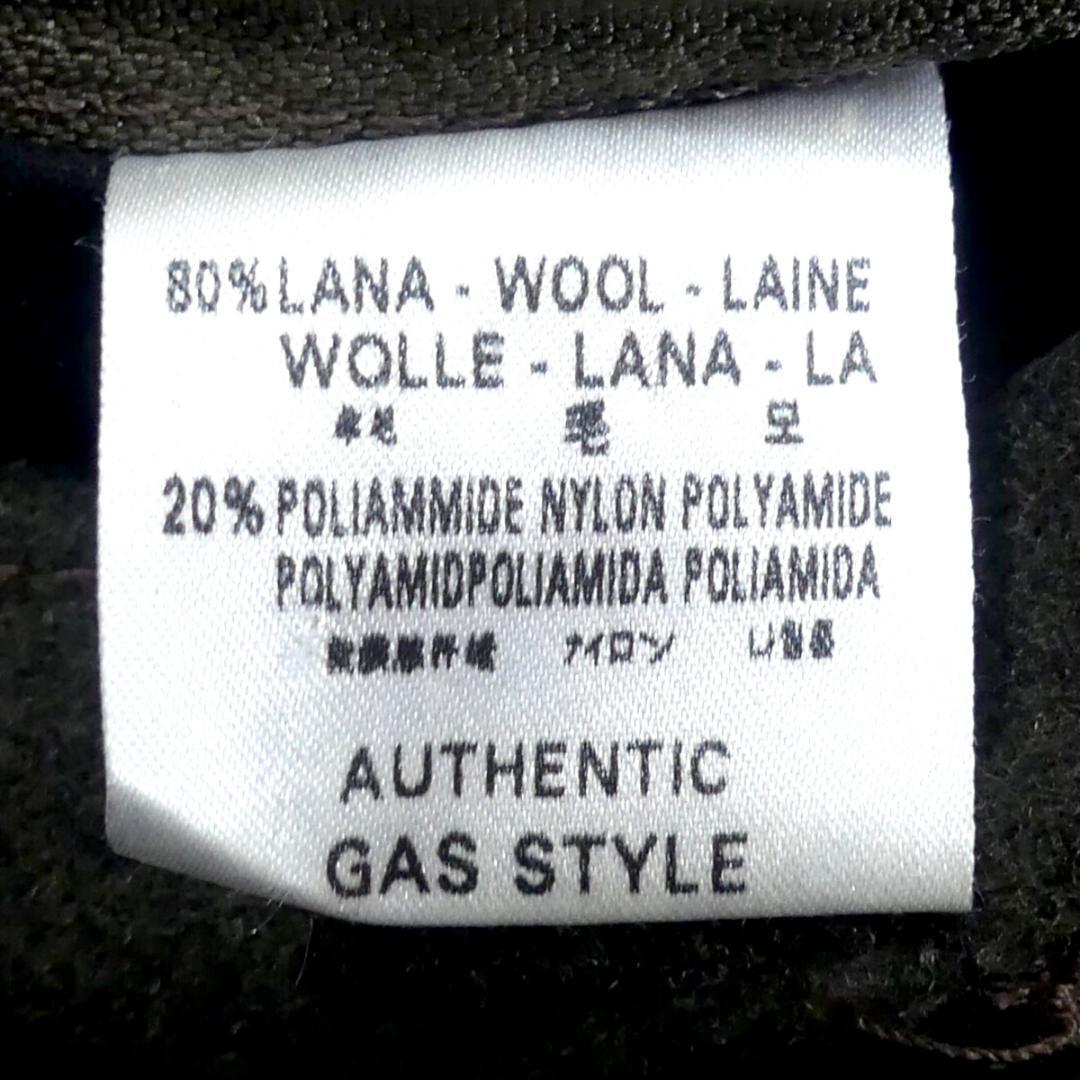 80% LANA - WOOL - LAINE
WOLLE - LANA - LA
毛 모
20% POLIAMMIDE NYLON POLYAMIDE
POLYAMIDPOLIAMIDA POLIAMIDA
ナイロン
AUTHENTIC
GAS STYLE